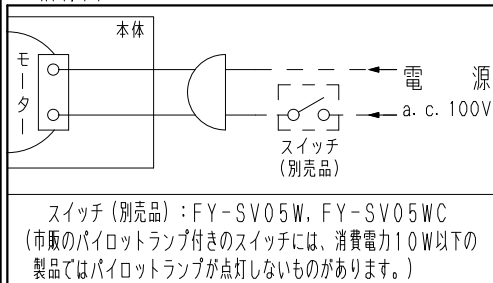 本体
モーター
電源
a.c. 100V
スイッチ
(別売品)
スイッチ(別売品):FY-SV05W, FY-SV05WC
(市販のパイロットランプ付きのスイッチには、消費電力10W以下の
製品ではパイロットランプが点灯しないものがあります。)